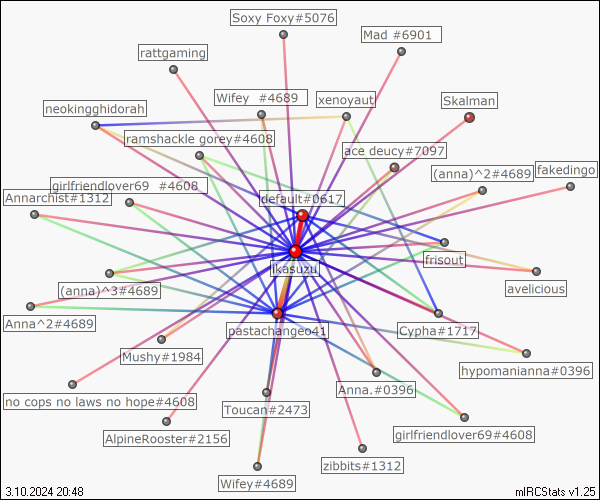 Soxy Foxy#5076
Mad #6901
rattgaming
Wifey  #4689
xenoyaut
Skalman
neokingghidorah
ramshackle gorey#4608
ace deucy#7097
(anna)^2#4689
fakedingo
girlfriendlover69  #4608
Annarchist#1312
default#0617
ikasuzu
frisout
(anna)^3#4689
avelicious
Anna^2#4689
pastachangeo41
Cypha#1717
Mushy#1984
hypomanianna#0396
no cops no laws no hope#4608
Anna.#0396
Toucan#2473
AlpineRooster#2156
girlfriendlover69#4608
zibbits#1312
Wifey#4689
3.10.2024 20:48
mIRCStats v1.25